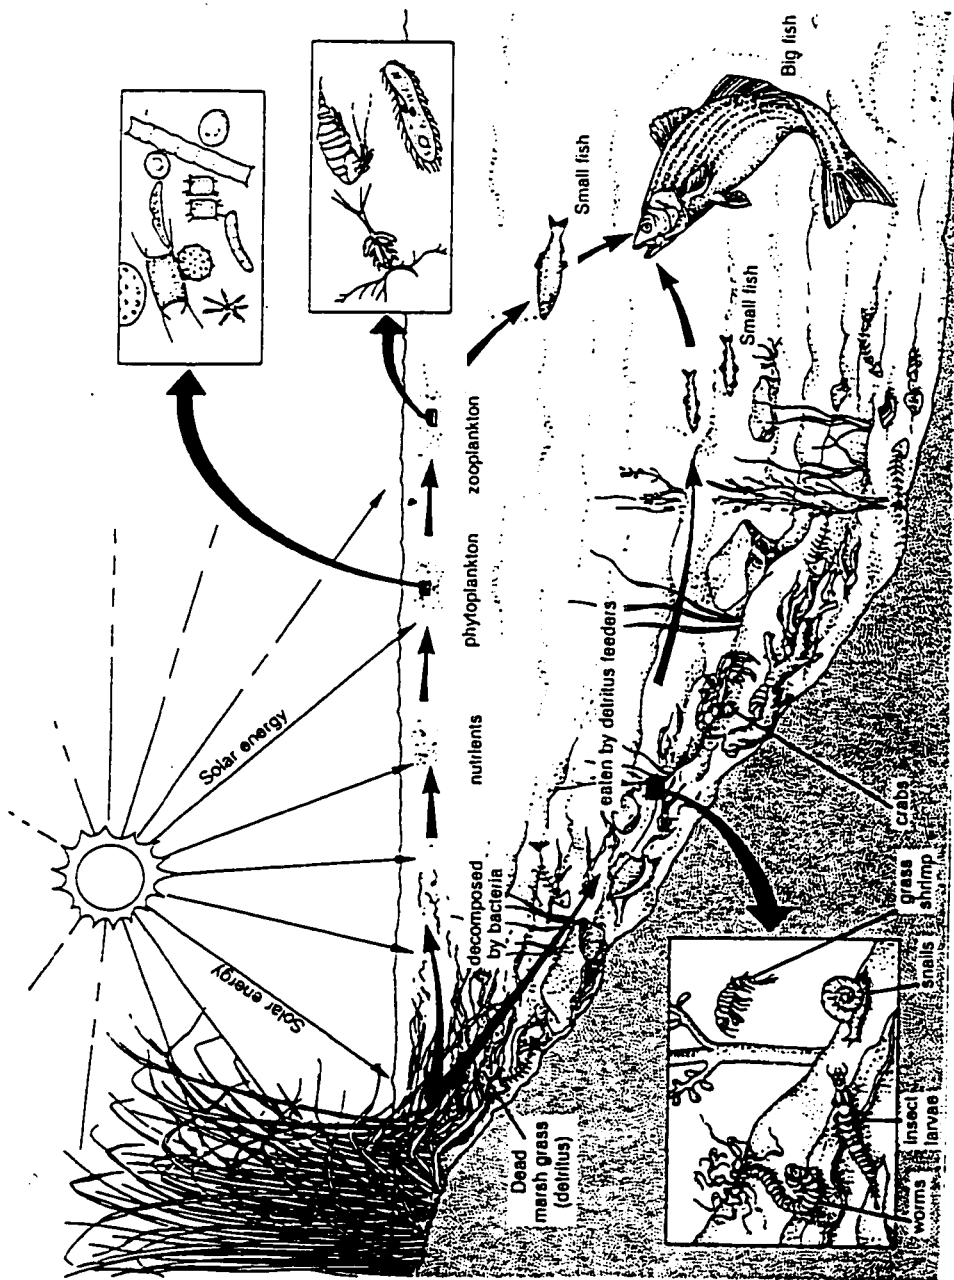 Solar energy
Solar energy
decomposed
by bacteria
nutrients
phytoplankton
zooplankton
Small fish
Big fish
Small fish
eaten by detritus feeders
Dead
marsh grass
(detritus)
worms
insect
larvae
snails
grass
shrimp
crabs